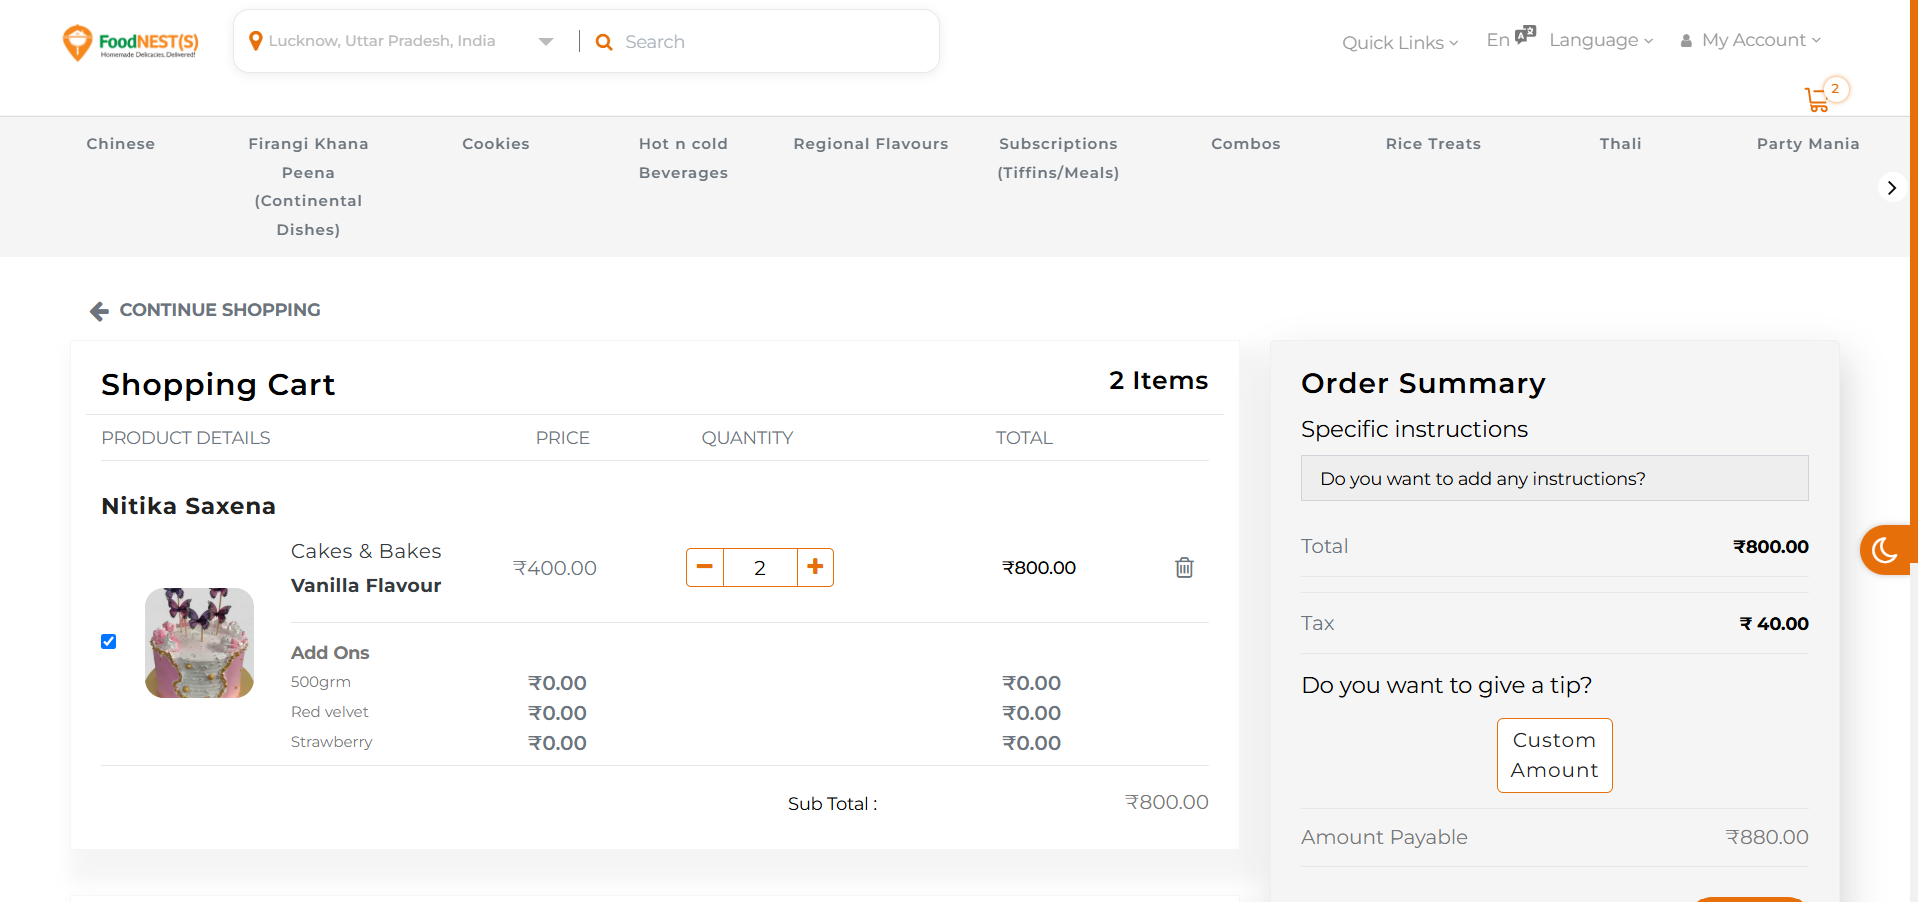 FoodNEST(S)
Homemade Delicacies, Delivered!
Lucknow, Uttar Pradesh, India
Search
Quick Links
En
Language
My Account
2
Chinese
Firangi Khana
Peena
(Continental
Dishes)
Cookies
Hot n cold
Beverages
Regional Flavours
Subscriptions
(Tiffins/Meals)
Combos
Rice Treats
Thali
Party Mania
CONTINUE SHOPPING
Shopping Cart
2 Items
PRODUCT DETAILS PRICE QUANTITY TOTAL
Nitika Saxena
Cakes & Bakes
Vanilla Flavour
₹400.00
2
₹800.00
Add Ons
500grm ₹0.00 ₹0.00
Red velvet ₹0.00 ₹0.00
Strawberry ₹0.00 ₹0.00
Sub Total : ₹800.00
Order Summary
Specific instructions
Do you want to add any instructions?
Total ₹800.00
Tax ₹ 40.00
Do you want to give a tip?
Custom
Amount
Amount Payable ₹880.00